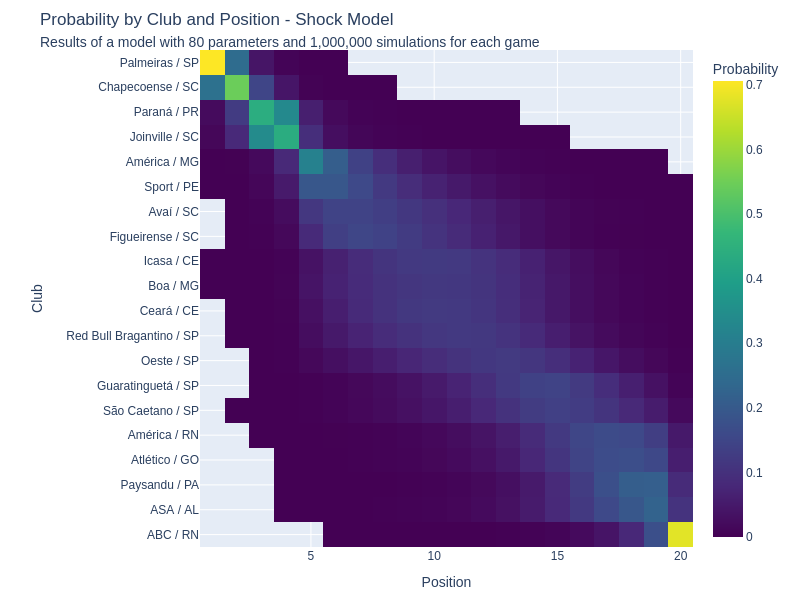 Probability by Club and Position - Shock Model
Results of a model with 80 parameters and 1,000,000 simulations for each game
Palmeiras / SP
Chapecoense / SC
Paraná / PR
Joinville / SC
América / MG
Sport / PE
Avaí / SC
Figueirense / SC
Icasa / CE
Boa / MG
Ceará / CE
Red Bull Bragantino / SP
Oeste / SP
Guaratinguetá / SP
São Caetano / SP
América / RN
Atlético / GO
Paysandu / PA
ASA / AL
ABC / RN
Club
5
10
15
20
Position
Probability
0.7
0.6
0.5
0.4
0.3
0.2
0.1
0